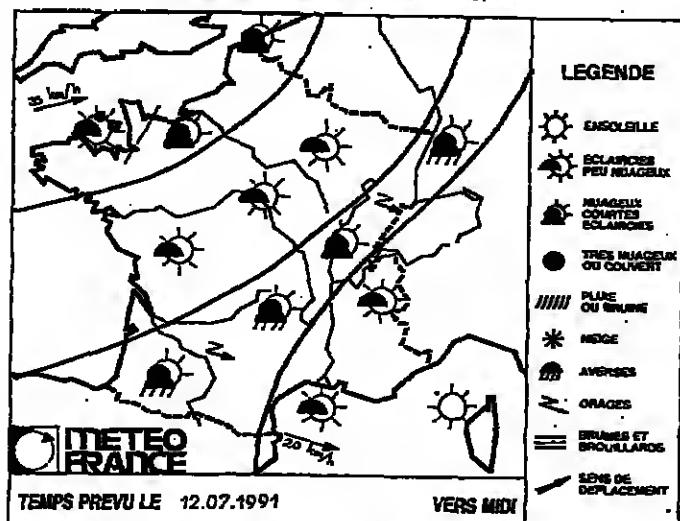 35 km/h
20 km/h
METEO
FRANCE
TEMPS PREVU LE 12.07.1991 VERS MIDI
LEGENDE
ENSOLEILLE
ECLAIRCIES
PEU NUAGEUX
NUAGEUX
COURTES
ECLAIRCIES
TRES NUAGEUX
OU COUVERT
PLUIE
OU BRUINE
NEIGE
AVERSES
ORAGES
BRUMES ET
BROUILLARDS
SENS DE
DEPLACEMENT